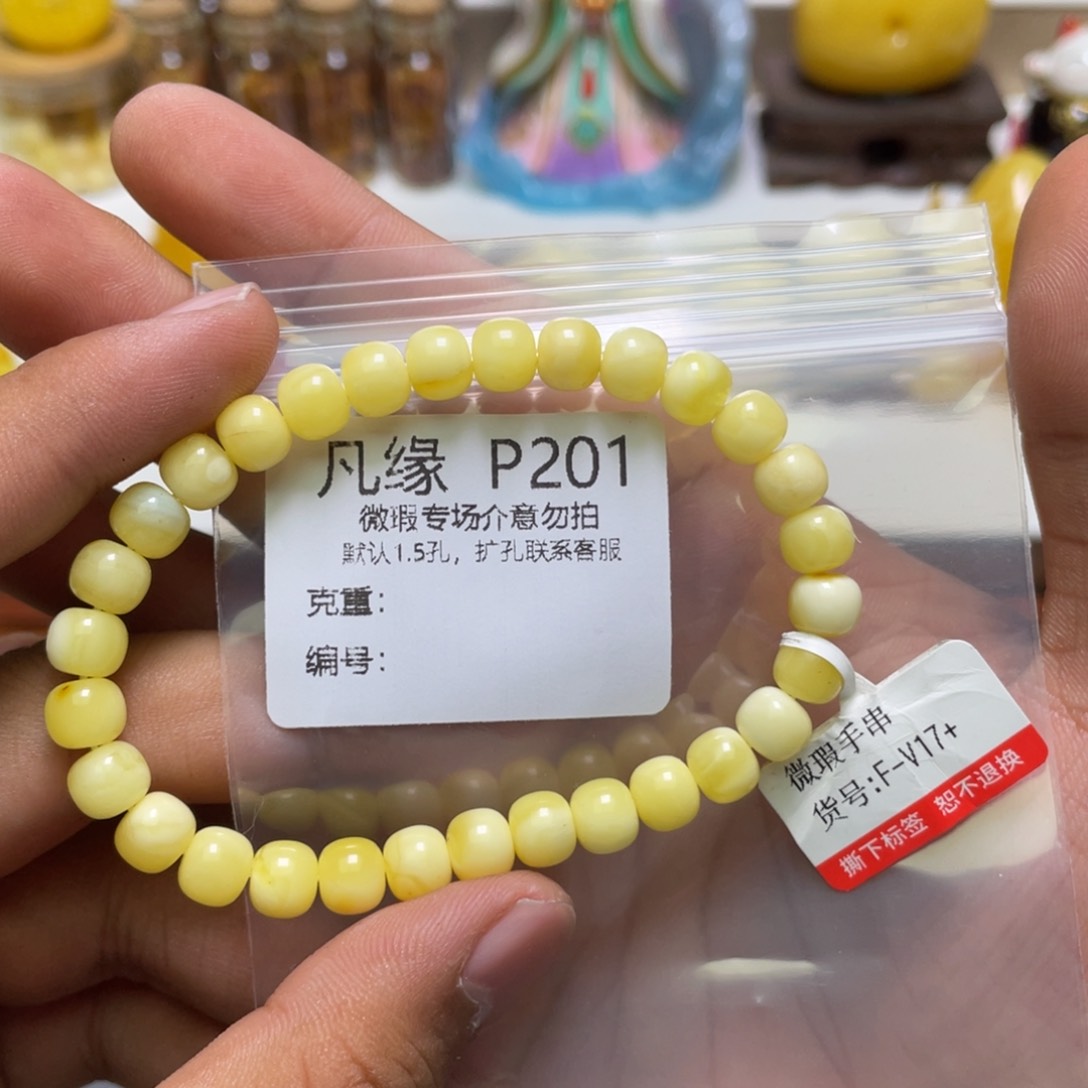 凡缘 P201
微瑕专场介意勿拍
默认1.5孔，扩孔联系客服
克重：
编号：
微瑕手串
货号:F-V17+
撕下标签 恕不退换